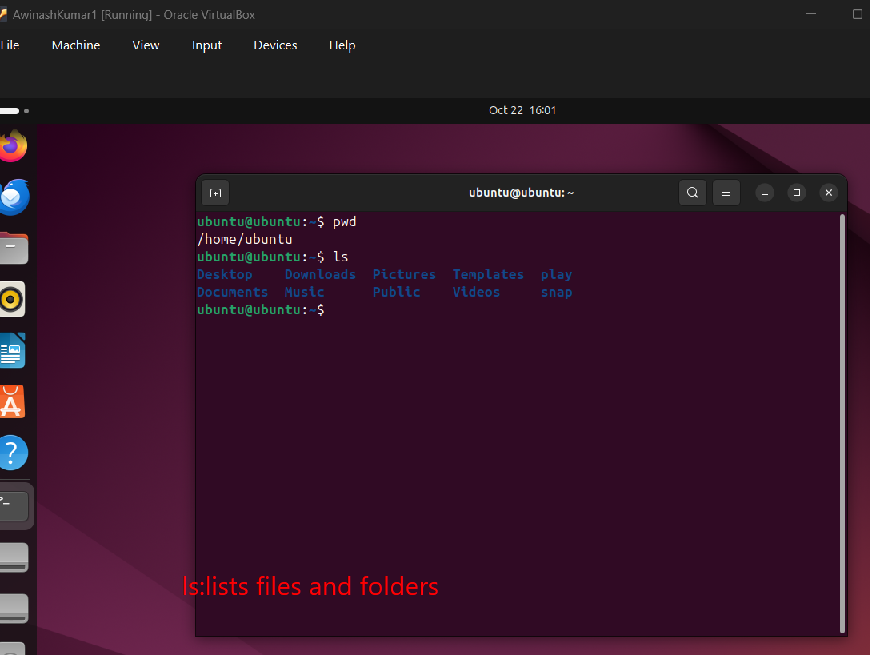 AwinashKumar1 [Running] - Oracle VirtualBox
File Machine View Input Devices Help
Oct 22 16:01
ubuntu@ubuntu: ~
ubuntu@ubuntu:~$ pwd
/home/ubuntu
ubuntu@ubuntu:~$ ls
Desktop Downloads Pictures Templates play
Documents Music Public Videos snap
ubuntu@ubuntu:~$
ls:lists files and folders